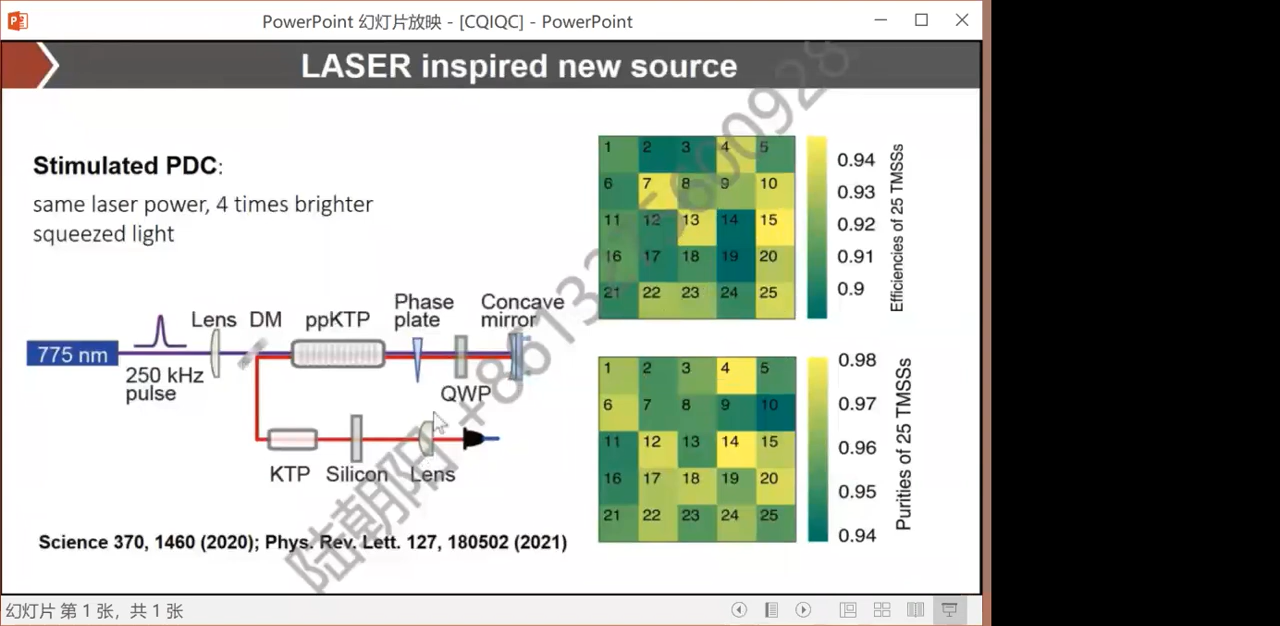 PowerPoint 幻灯片放映 - [CQIQC] - PowerPoint
LASER inspired new source
Stimulated PDC:
same laser power, 4 times brighter
squeezed light
775 nm
250 kHz
pulse
Lens
DM
ppKTP
Phase
plate
Concave
mirror
QWP
KTP
Silicon
Lens
Science 370, 1460 (2020); Phys. Rev. Lett. 127, 180502 (2021)
1 2 3 4 5
6 7 8 9 10
11 12 13 14 15
16 17 18 19 20
21 22 23 24 25
0.94
0.93
0.92
0.91
0.9
Efficiencies of 25 TMSSs
1 2 3 4 5
6 7 8 9 10
11 12 13 14 15
16 17 18 19 20
21 22 23 24 25
0.98
0.97
0.96
0.95
0.94
Purities of 25 TMSSs
陆朝阳
幻灯片 第 1 张，共 1 张